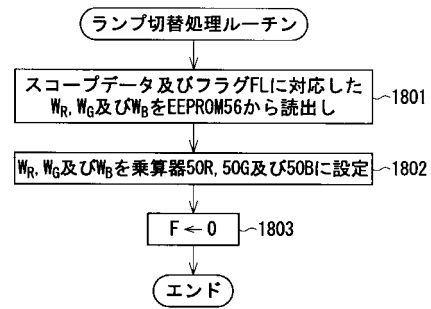 ランプ切替処理ルーチン
スコープデータ及びフラグFLに対応した
WR, WG及びWBをEEPROM56から読出し
1801
WR, WG及びWBを乗算器50R, 50G及び50Bに設定
1802
F ← 0
1803
エンド